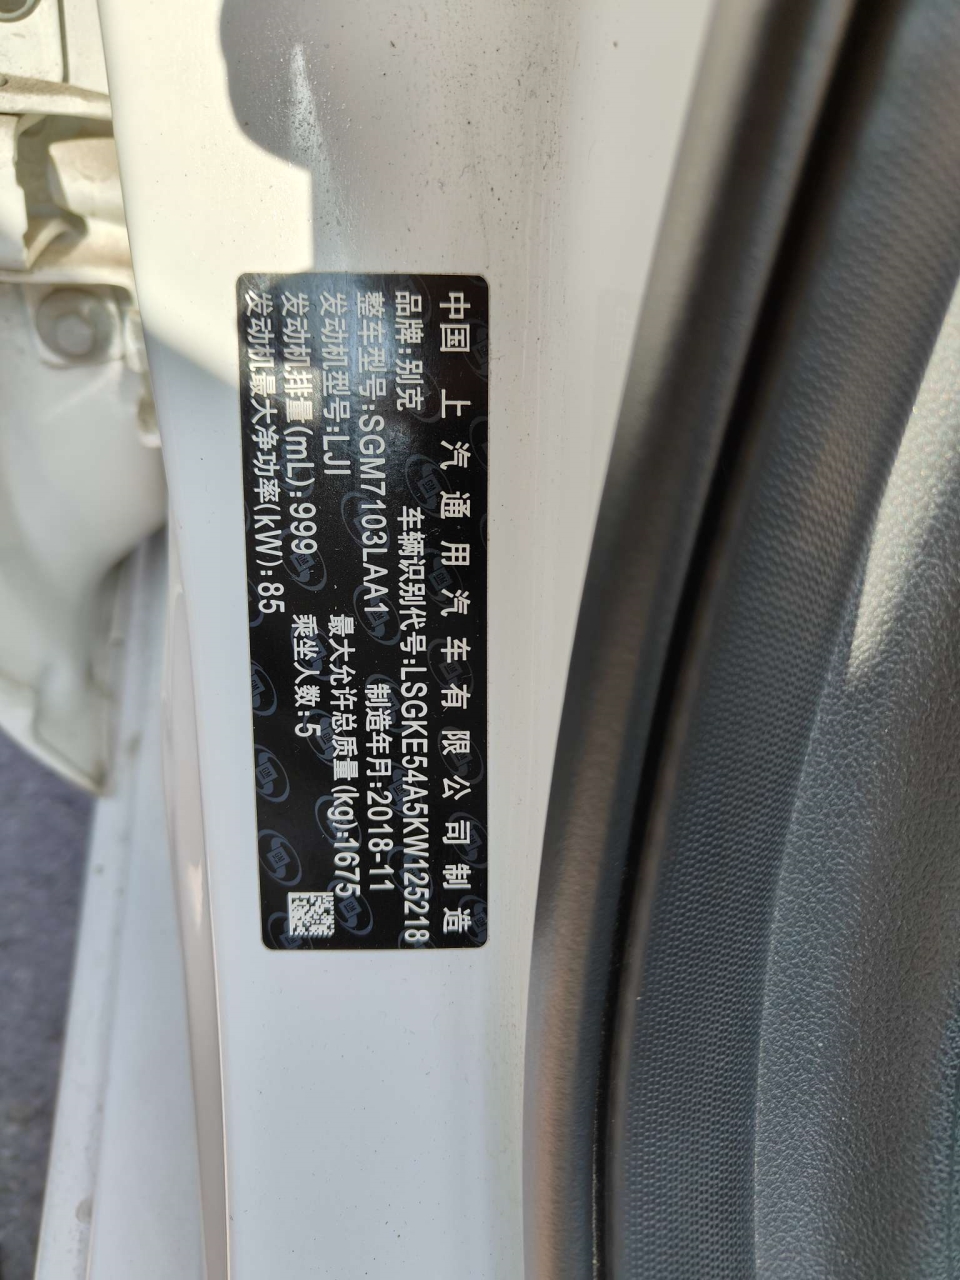 中国 上汽通用汽车有限公司制造
品牌:别克 车辆识别代号:LSGKE54A5KW125218
整车型号:SGM7103LAA1 制造年月:2018-11
发动机型号:LJI 最大允许总质量(kg):1675
发动机排量(mL):999 乘坐人数:5
发动机最大净功率(kW):85